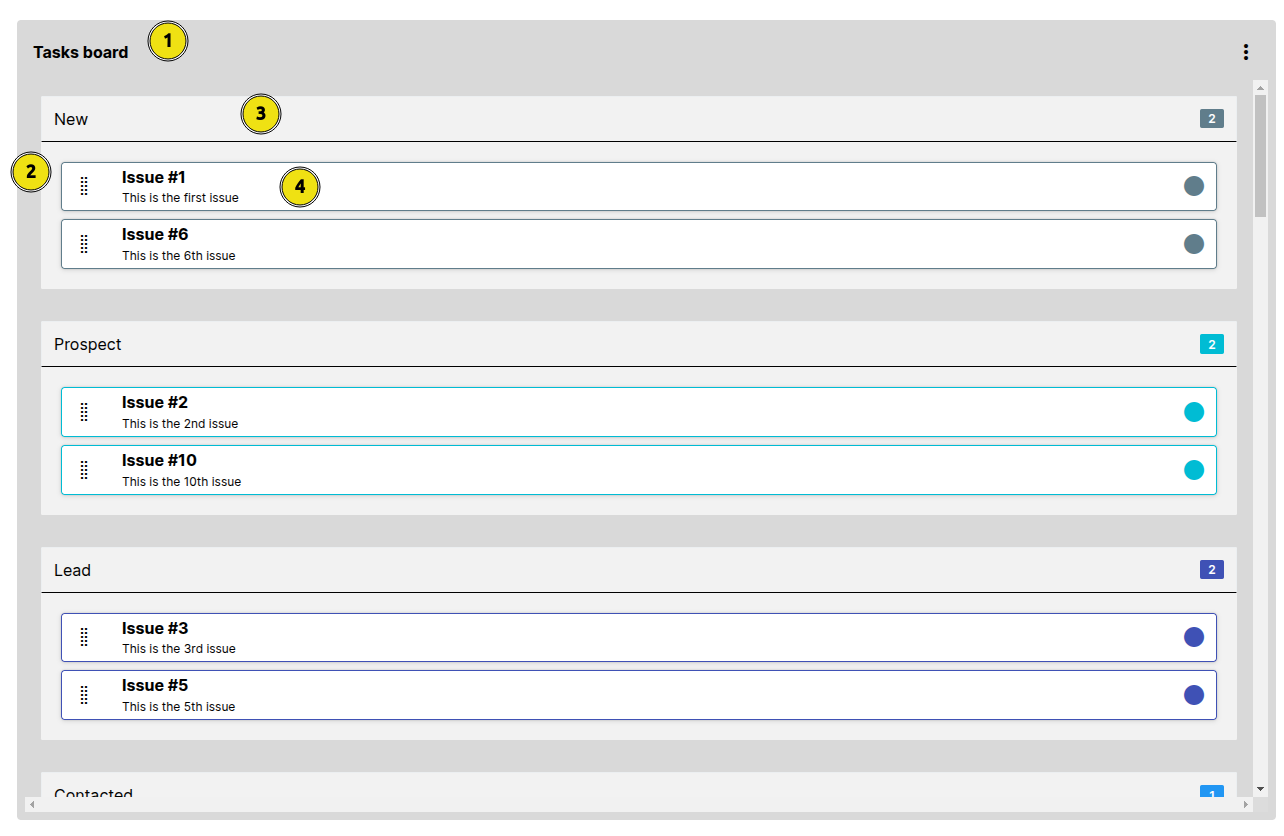 Tasks board 1
New 3 2
2
Issue #1
This is the first issue
4
Issue #6
This is the 6th issue
Prospect 2
Issue #2
This is the 2nd issue
Issue #10
This is the 10th issue
Lead 2
Issue #3
This is the 3rd issue
Issue #5
This is the 5th issue
Contacted 1